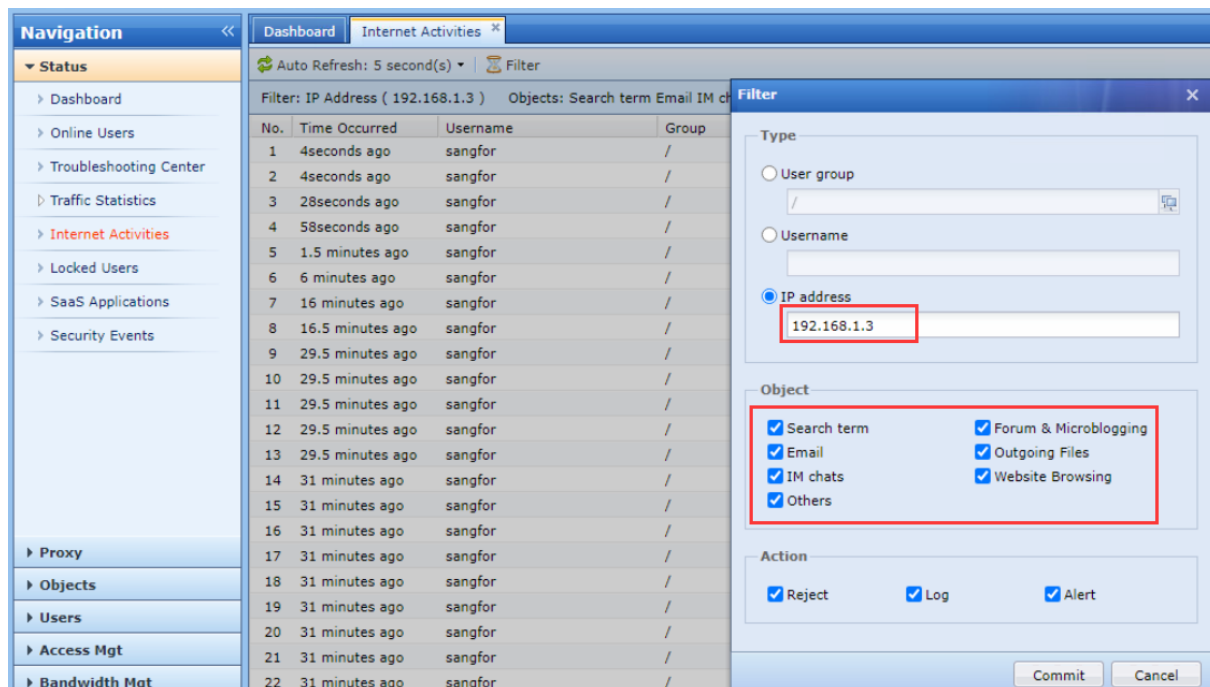 Navigation
Status
Dashboard
Online Users
Troubleshooting Center
Traffic Statistics
Internet Activities
Locked Users
SaaS Applications
Security Events
Proxy
Objects
Users
Access Mgt
Bandwidth Mgt
Dashboard Internet Activities
Auto Refresh: 5 second(s) Filter
Filter: IP Address ( 192.168.1.3 ) Objects: Search term Email IM
No. Time Occurred Username Group
1 4seconds ago sangfor /
2 4seconds ago sangfor /
3 28seconds ago sangfor /
4 58seconds ago sangfor /
5 1.5 minutes ago sangfor /
6 6 minutes ago sangfor /
7 16 minutes ago sangfor /
8 16.5 minutes ago sangfor /
9 29.5 minutes ago sangfor /
10 29.5 minutes ago sangfor /
11 29.5 minutes ago sangfor /
12 29.5 minutes ago sangfor /
13 29.5 minutes ago sangfor /
14 31 minutes ago sangfor /
15 31 minutes ago sangfor /
16 31 minutes ago sangfor /
17 31 minutes ago sangfor /
18 31 minutes ago sangfor /
19 31 minutes ago sangfor /
20 31 minutes ago sangfor /
21 31 minutes ago sangfor /
22 31 minutes ago sangfor /
Filter
Type
User group
/
Username
IP address
192.168.1.3
Object
Search term Forum & Microblogging
Email Outgoing Files
IM chats Website Browsing
Others
Action
Reject Log Alert
Commit Cancel